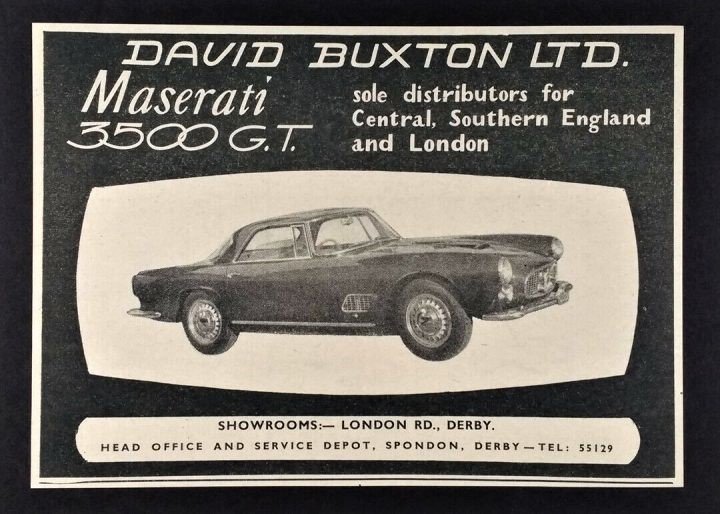 DAVID BUXTON LTD.
Maserati
3500 G.T.
sole distributors for
Central, Southern England
and London
SHOWROOMS:— LONDON RD., DERBY.
HEAD OFFICE AND SERVICE DEPOT, SPONDON, DERBY — TEL: 55129